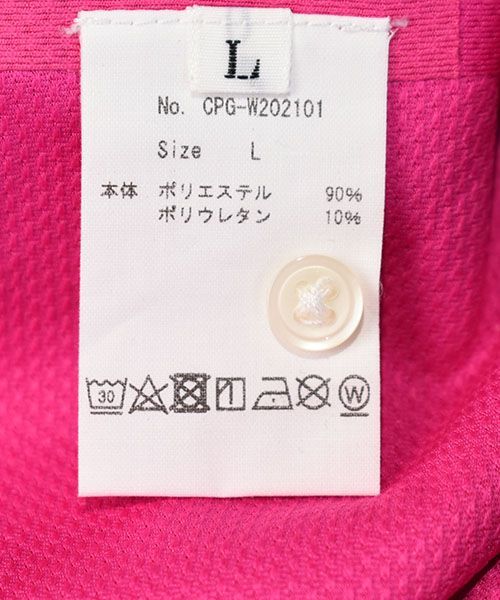 L
No. CPG-W202101
Size L
本体 ポリエステル 90%
ポリウレタン 10%
30 W